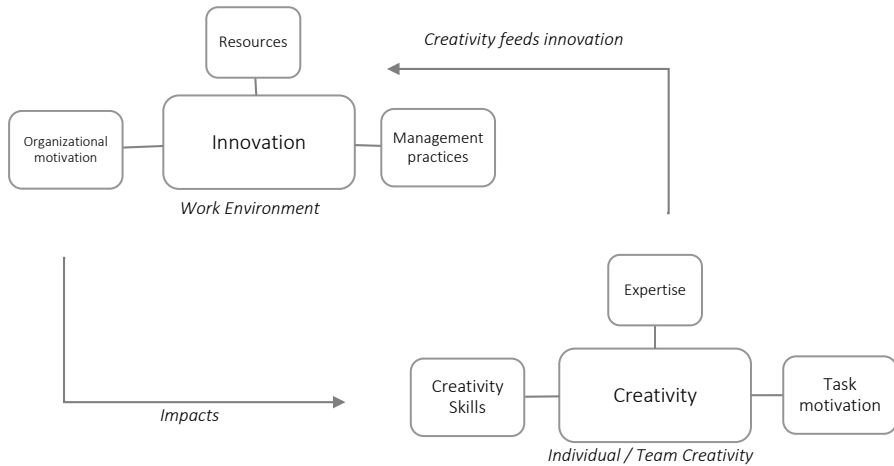 Resources
Creativity feeds innovation
Organizational
motivation
Innovation
Management
practices
Work Environment
Expertise
Creativity
Skills
Creativity
Task
motivation
Impacts
Individual / Team Creativity